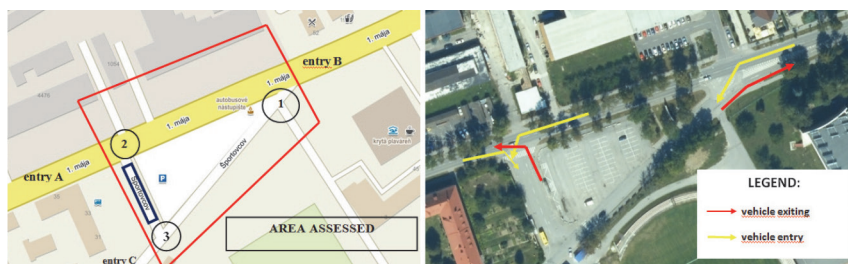 entry B
1. mája
1
autobusové
nástupište
1. mája
krytá plaváreň
2
1. mája
Športovcov
entry A
Športovcov
3
AREA ASSESSED
entry C
LEGEND:
vehicle exiting
vehicle entry